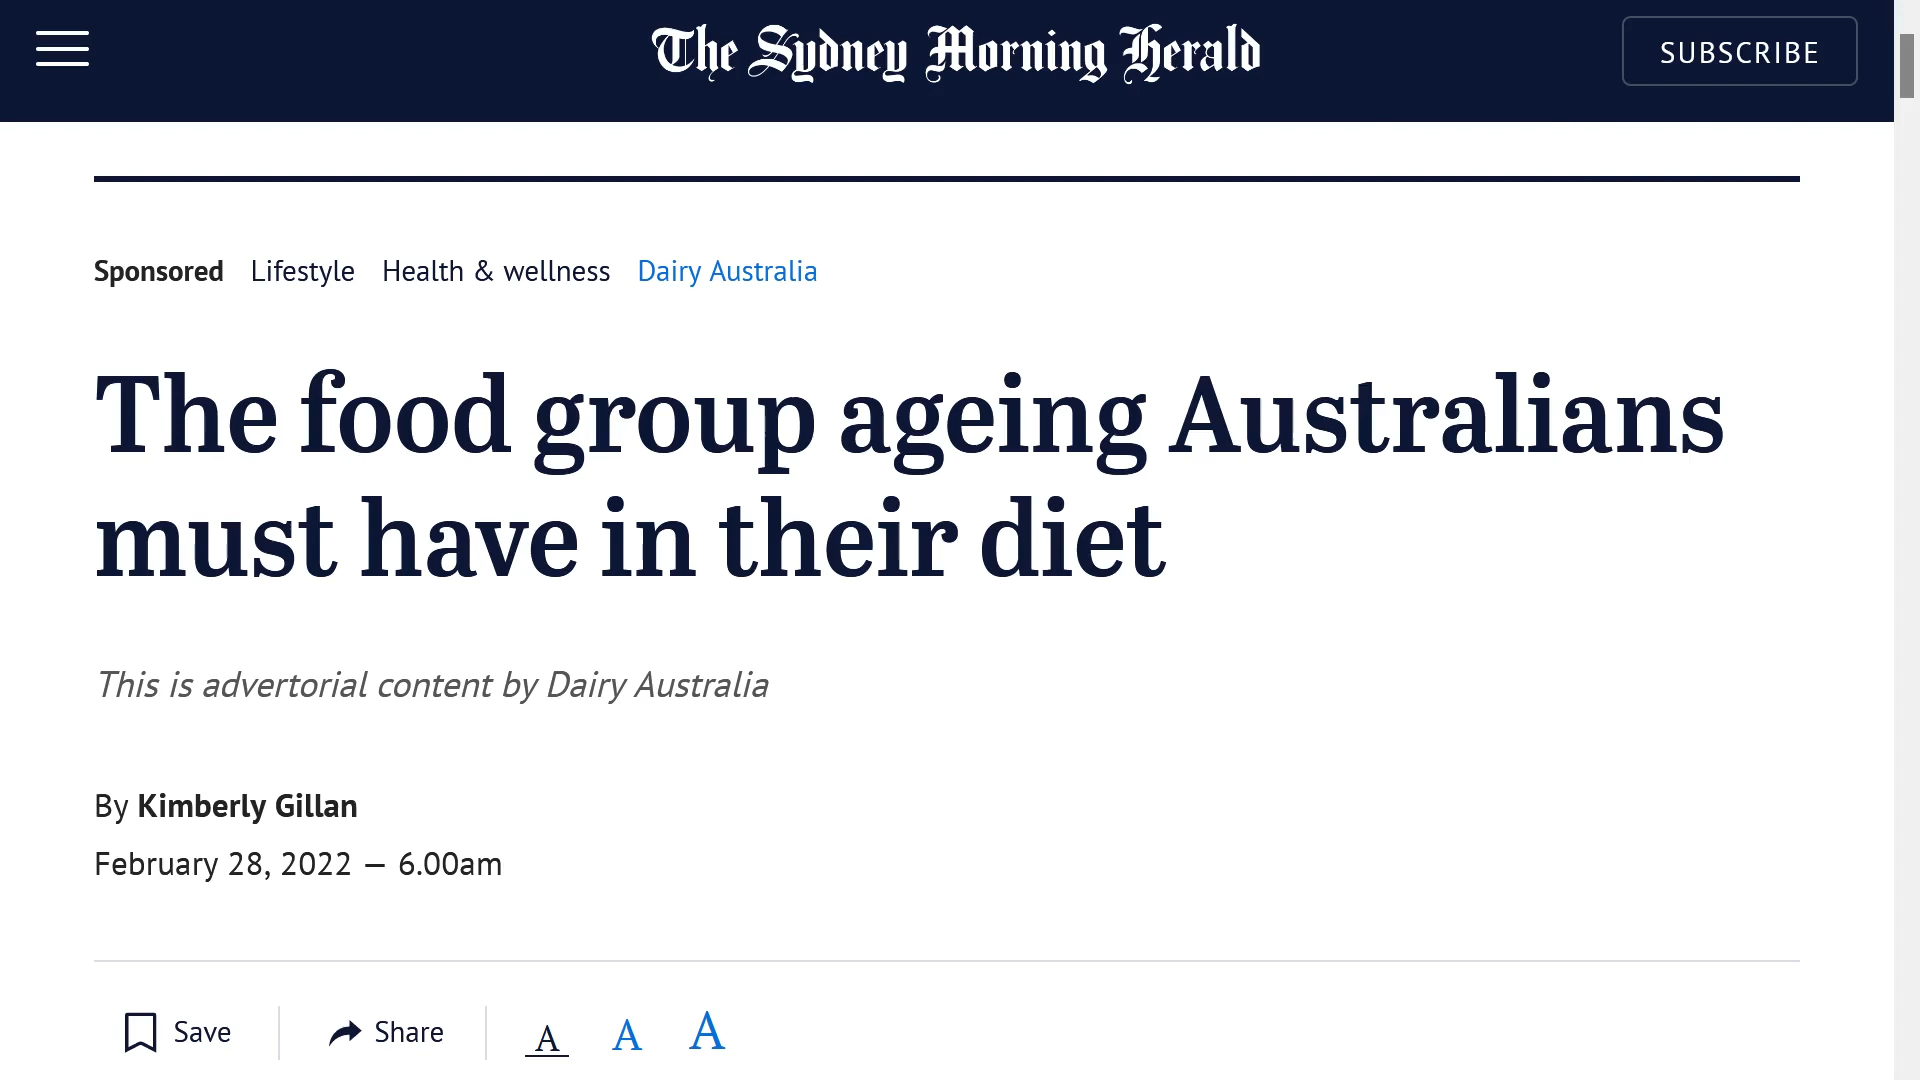 The Sydney Morning Herald
SUBSCRIBE
Sponsored Lifestyle Health & wellness Dairy Australia
The food group ageing Australians
must have in their diet
This is advertorial content by Dairy Australia
By Kimberly Gillan
February 28, 2022 — 6.00am
Save Share A A A